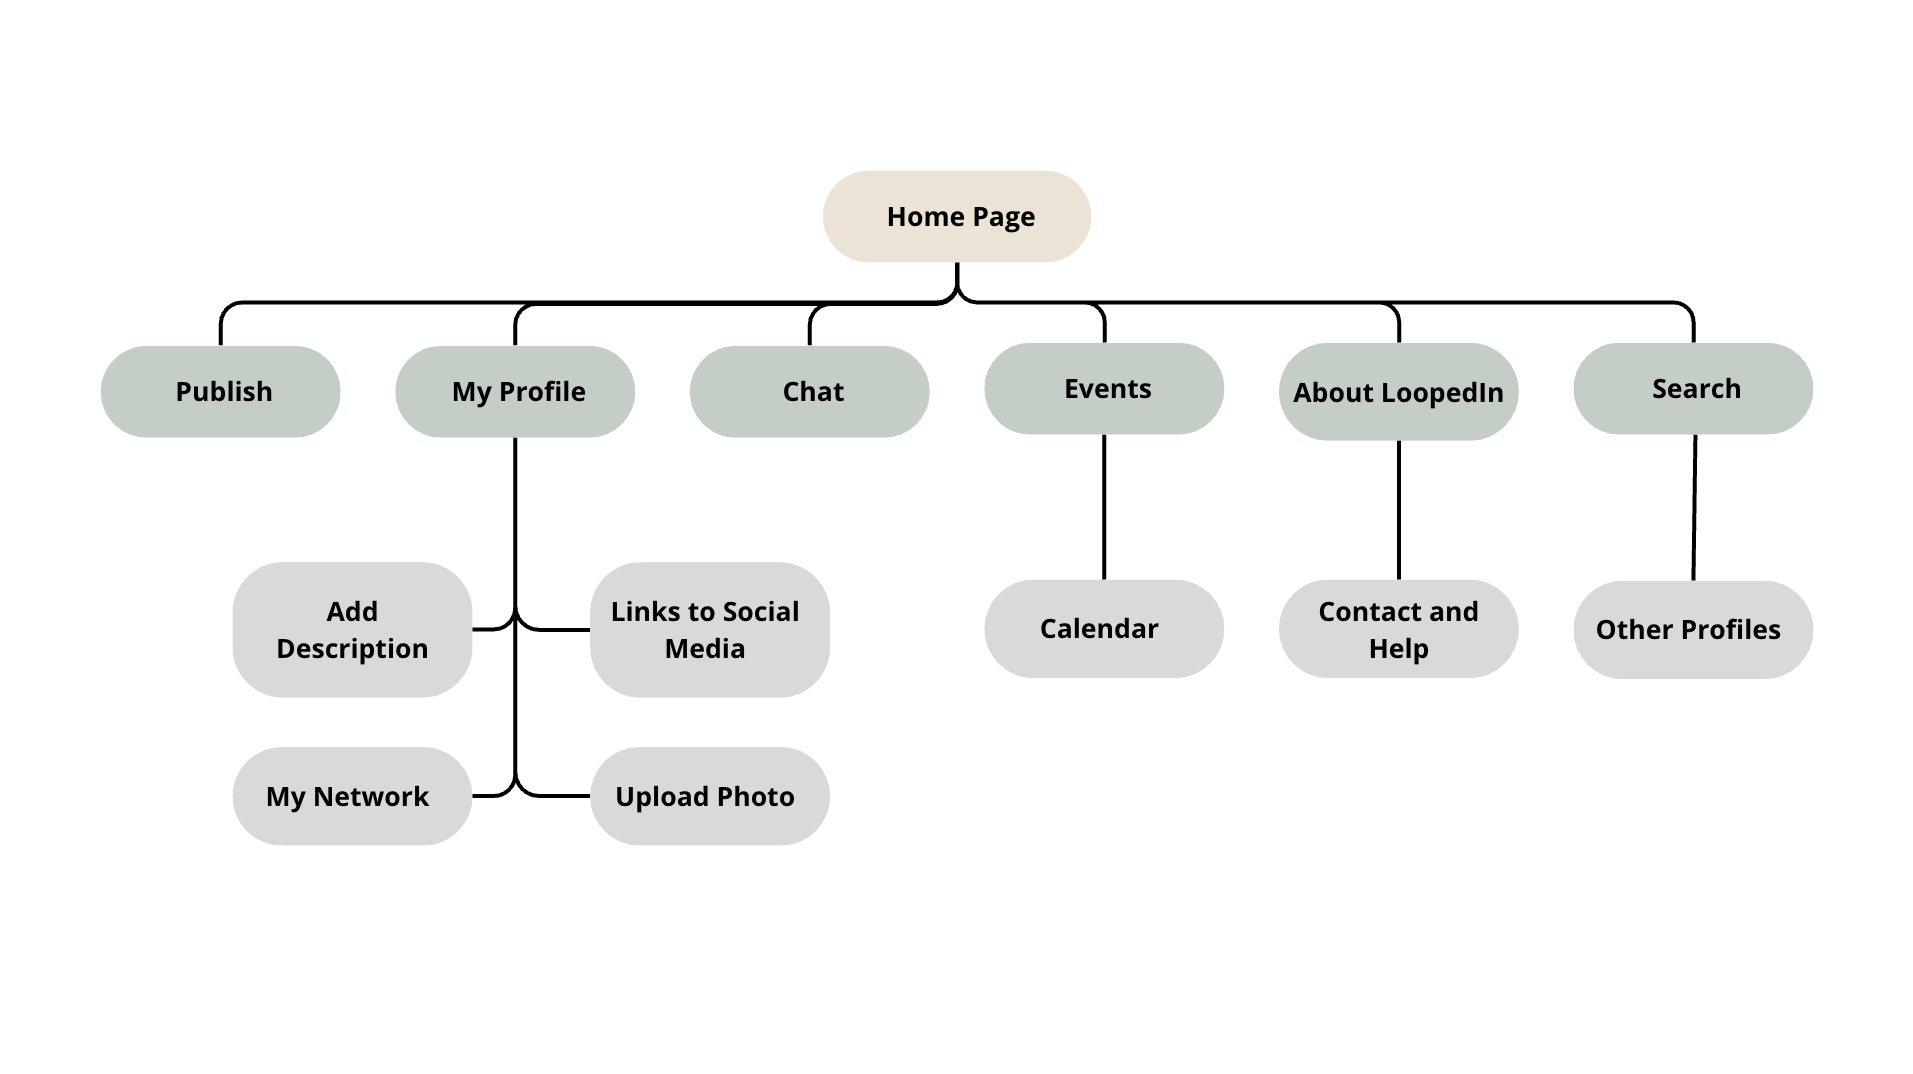 Home Page
Publish
My Profile
Chat
Events
About LoopedIn
Search
Add
Description
Links to Social
Media
Calendar
Contact and
Help
Other Profiles
My Network
Upload Photo